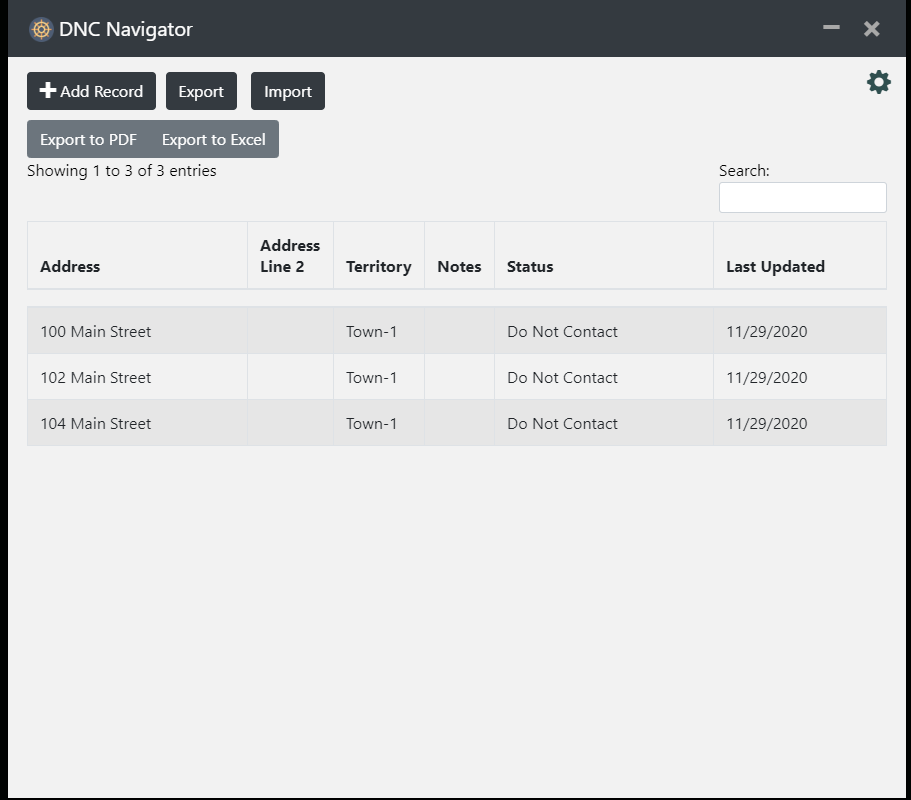 DNC Navigator
Add Record Export Import
Export to PDF Export to Excel
Showing 1 to 3 of 3 entries
Search:
Address Address Line 2 Territory Notes Status Last Updated
100 Main Street Town-1 Do Not Contact 11/29/2020
102 Main Street Town-1 Do Not Contact 11/29/2020
104 Main Street Town-1 Do Not Contact 11/29/2020